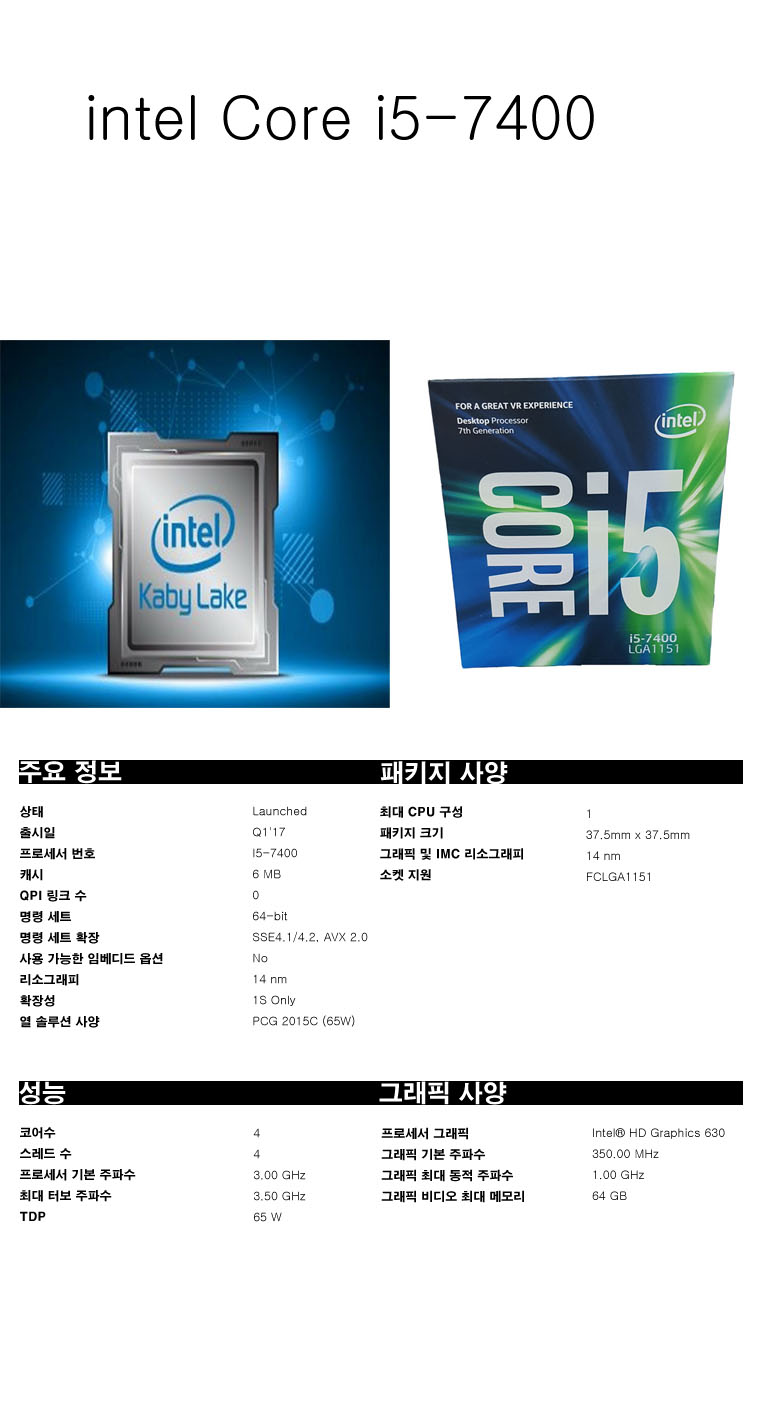 intel Core i5-7400
intel
Kaby Lake
FOR A GREAT VR EXPERIENCE
Desktop Processor
7th Generation
intel
CORE i5
i5-7400
LGA1151
주요 정보
상태 Launched
출시일 Q1'17
프로세서 번호 I5-7400
캐시 6 MB
QPI 링크 수 0
명령 세트 64-bit
명령 세트 확장 SSE4.1/4.2, AVX 2.0
사용 가능한 임베디드 옵션 No
리소그래피 14 nm
확장성 1S Only
열 솔루션 사양 PCG 2015C (65W)
패키지 사양
최대 CPU 구성 1
패키지 크기 37.5mm x 37.5mm
그래픽 및 IMC 리소그래피 14 nm
소켓 지원 FCLGA1151
성능
코어수 4
스레드 수 4
프로세서 기본 주파수 3.00 GHz
최대 터보 주파수 3.50 GHz
TDP 65 W
그래픽 사양
프로세서 그래픽 Intel® HD Graphics 630
그래픽 기본 주파수 350.00 MHz
그래픽 최대 동적 주파수 1.00 GHz
그래픽 비디오 최대 메모리 64 GB